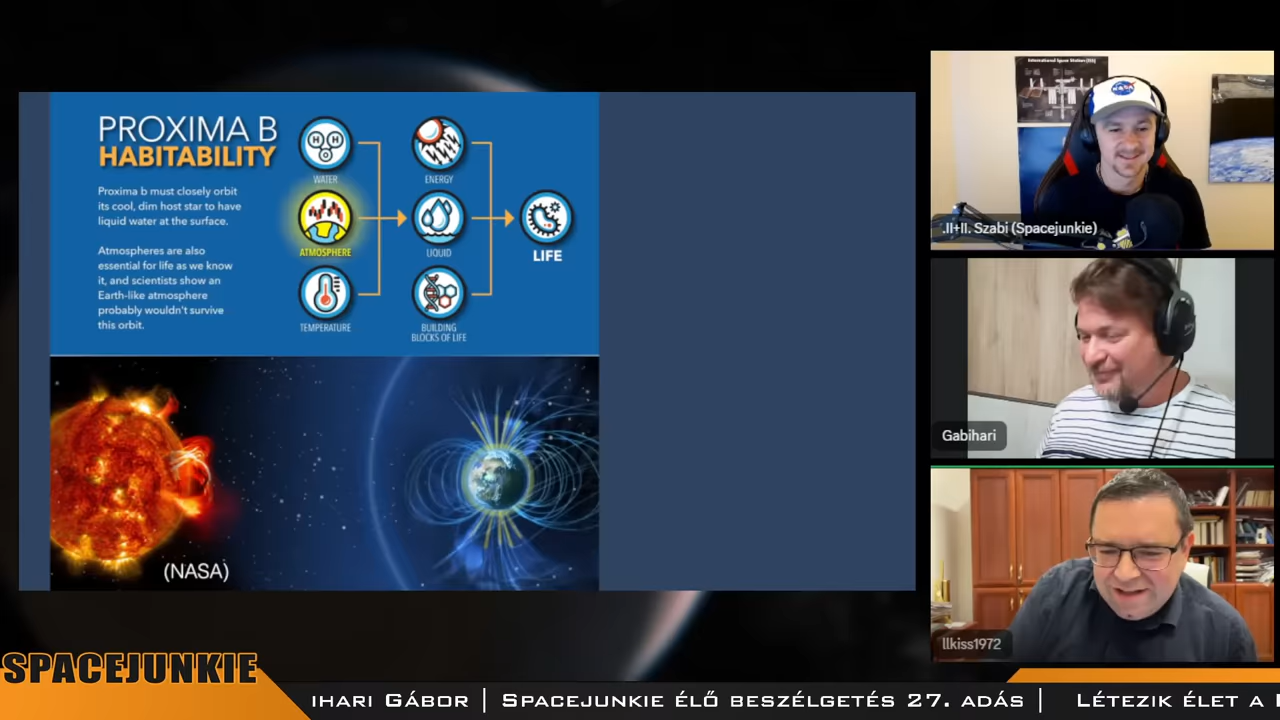 PROXIMA B
HABITABILITY
Proxima b must closely orbit
its cool, dim host star to have
liquid water at the surface.
Atmospheres are also
essential for life as we know
it, and scientists show an
Earth-like atmosphere
probably wouldn't survive
this orbit.
H H
O
WATER
ATMOSPHERE
TEMPERATURE
ENERGY
LIQUID
BUILDING
BLOCKS OF LIFE
LIFE
(NASA)
International Space Station (ISS)
NASA
.II+II. Szabi (Spacejunkie)
Gabihari
llkiss1972
SPACEJUNKIE
IHARI GÁBOR | SPACEJUNKIE ÉLŐ BESZÉLGETÉS 27. ADÁS | LÉTEZIK ÉLET A